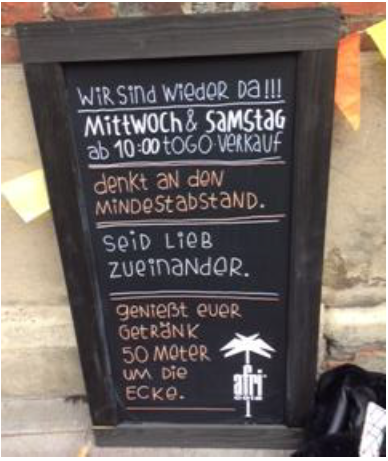 WiR Sind WiedeR da!!!
MittWOCH & SaMStaG
ab 10:00 tOGO VERKauf
denkt AN deN
MiNdeStabStAND.
SeiD LieB
ZueinandeR.
GenießT eueR
GetRäNK
50 MeteR
uM Die
ECKe.
afri
cola